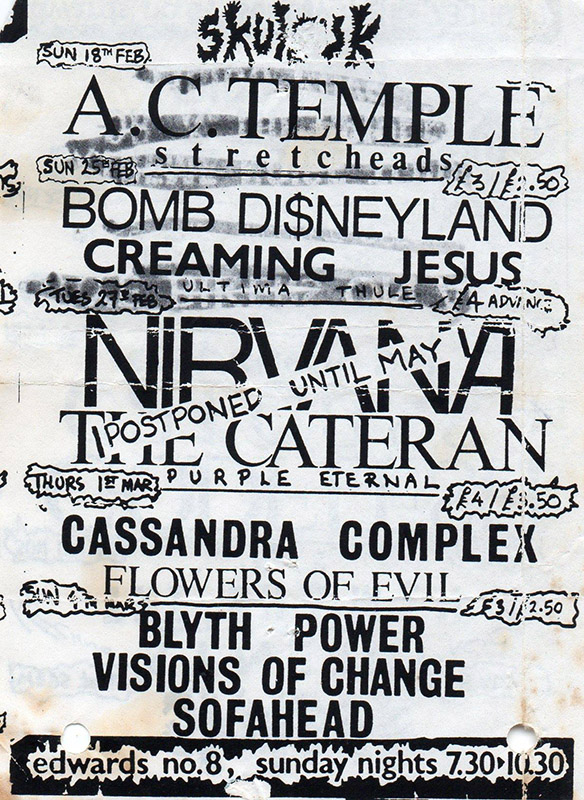 SUN 18TH FEB
A.C. TEMPLE
stretcheads
SUN 25TH FEB
£3/£2.50
BOMB DI$NEYLAND
CREAMING JESUS
ULTIMA THULE
TUES 27TH FEB
£4 ADVANCE
NIRVANA
POSTPONED UNTIL MAY
THE CATERAN
PURPLE ETERNAL
THURS 1ST MAR
£4/£3.50
CASSANDRA COMPLEX
FLOWERS OF EVIL
SUN 4TH MAR
£3/2.50
BLYTH POWER
VISIONS OF CHANGE
SOFAHEAD
edwards no.8, sunday nights 7.30▸10.30